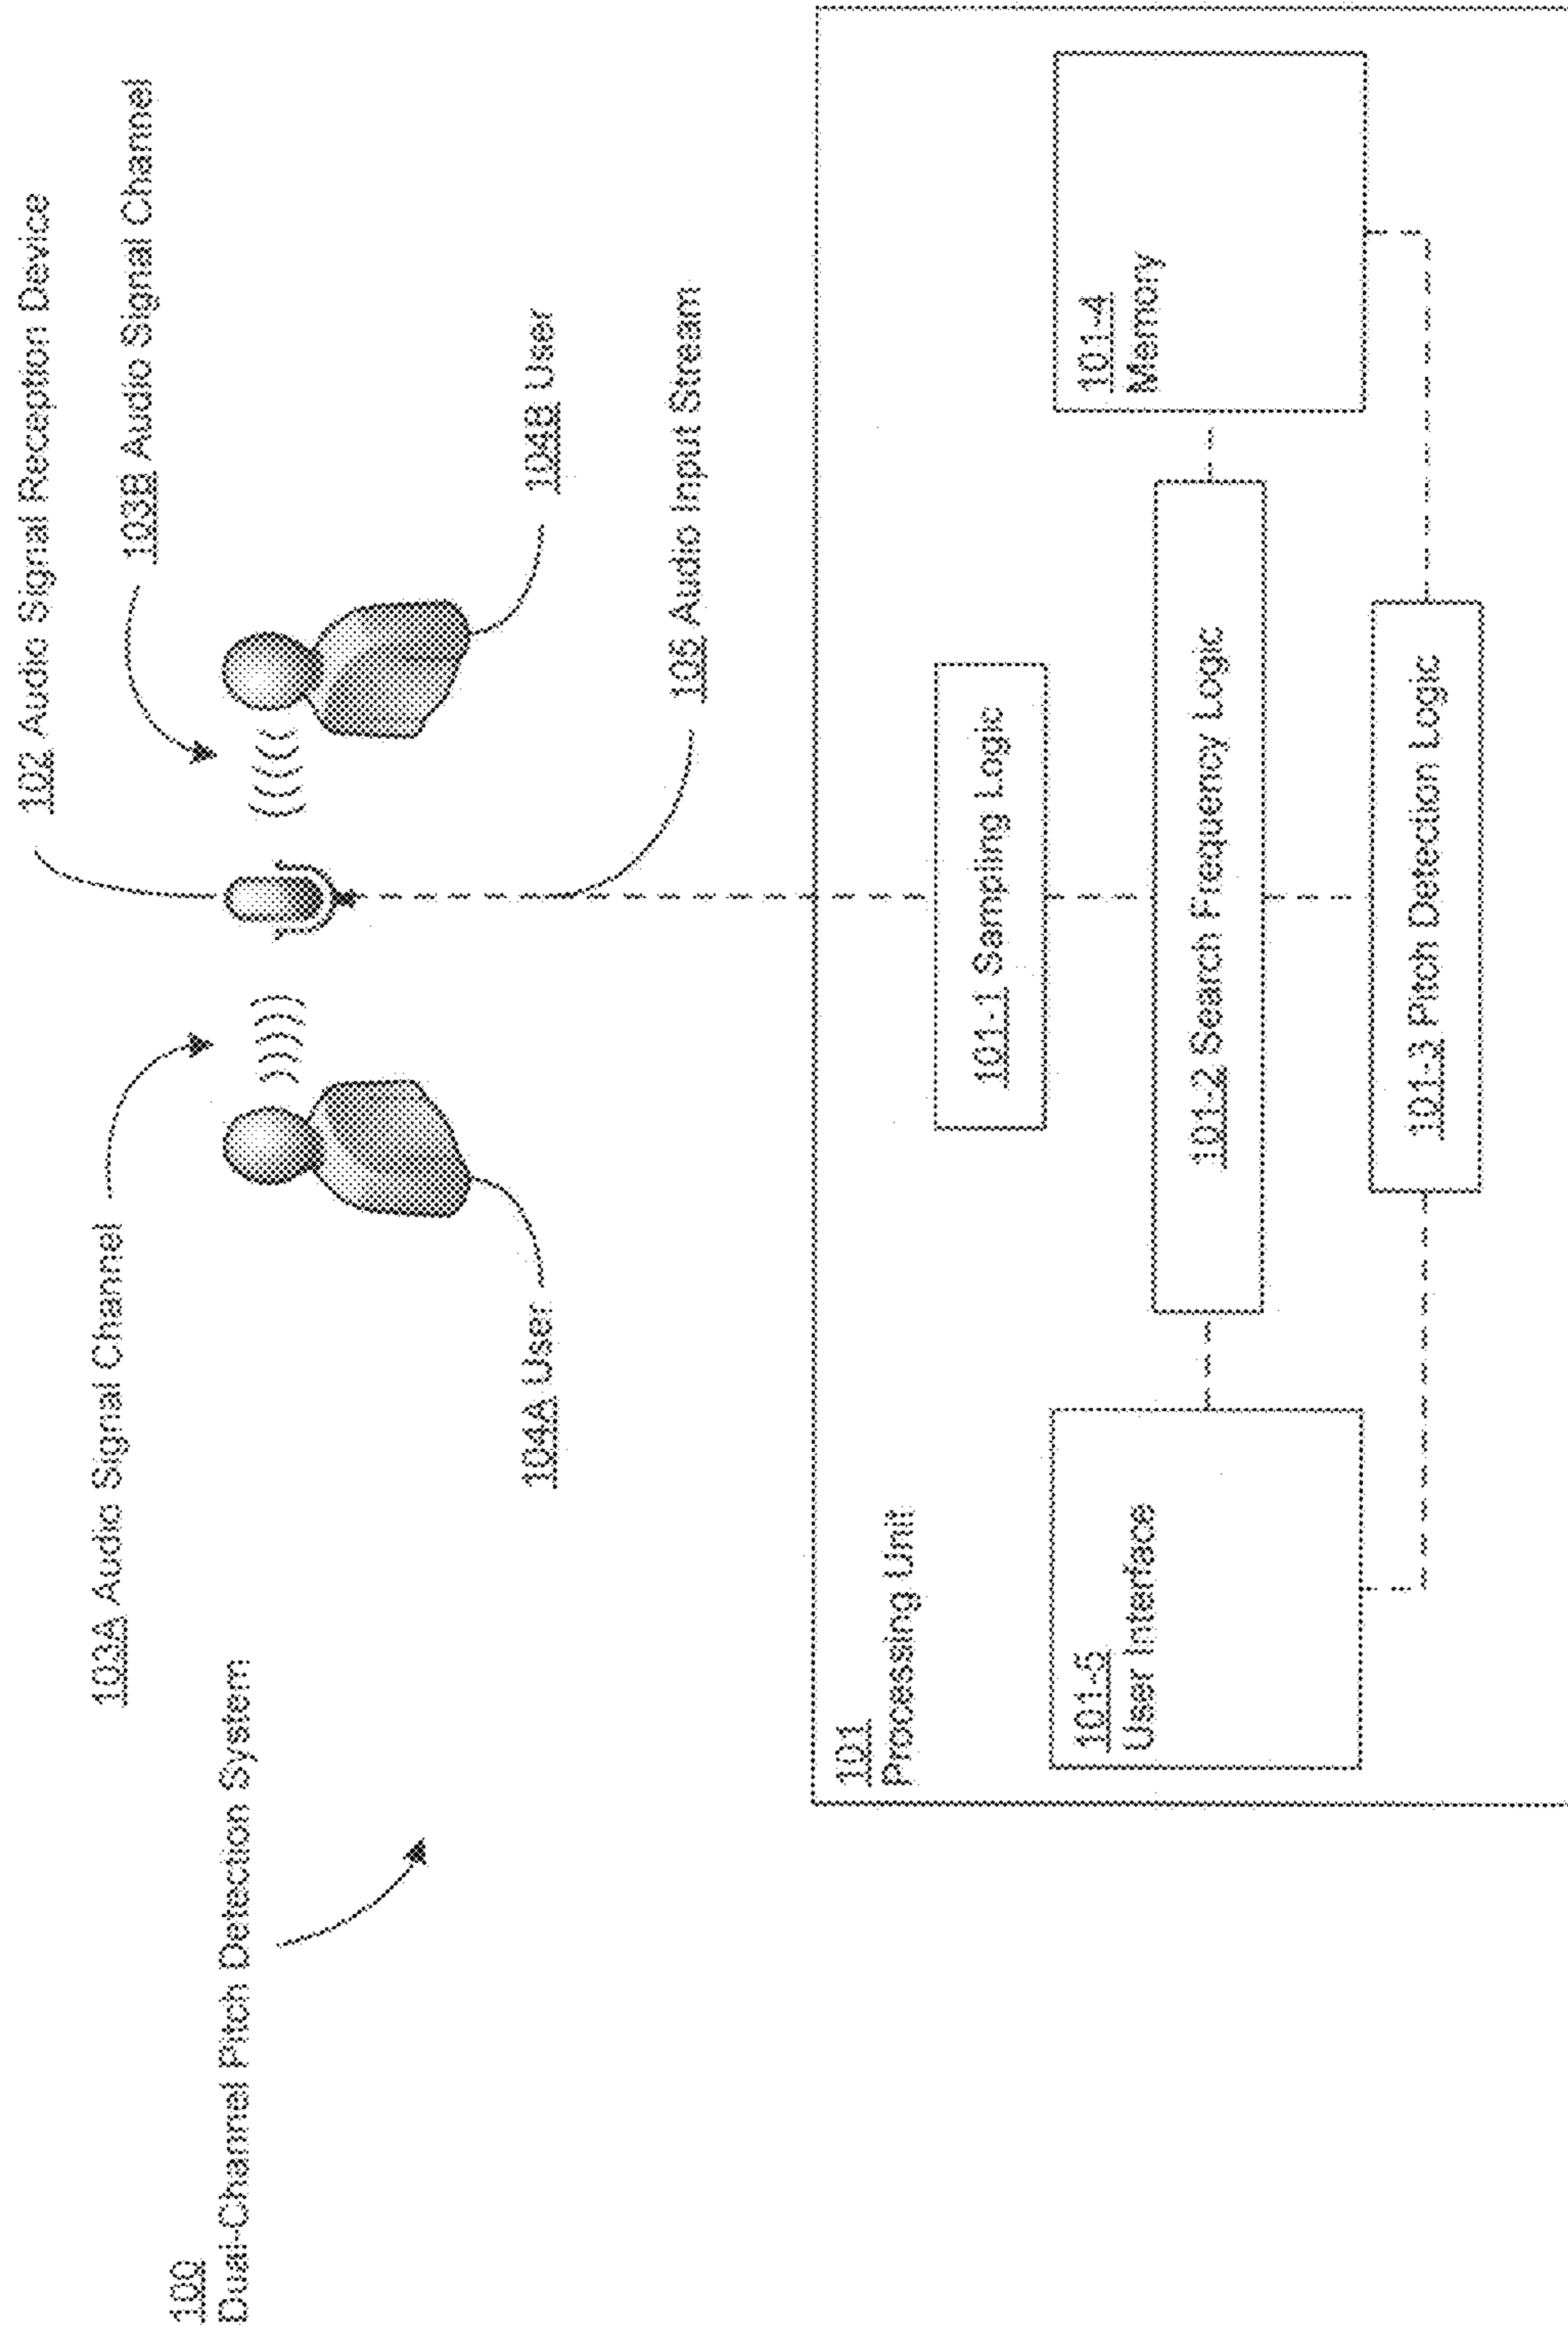 100
Dual-Channel Pitch Detection System
103A Audio Signal Channel
102 Audio Signal Reception Device
103B Audio Signal Channel
104A User
104B User
105 Audio Input Stream
101
Processing Unit
101-1 Sampling Logic
101-5
User Interface
101-2 Search Frequency Logic
101-4
Memory
101-3 Pitch Detection Logic